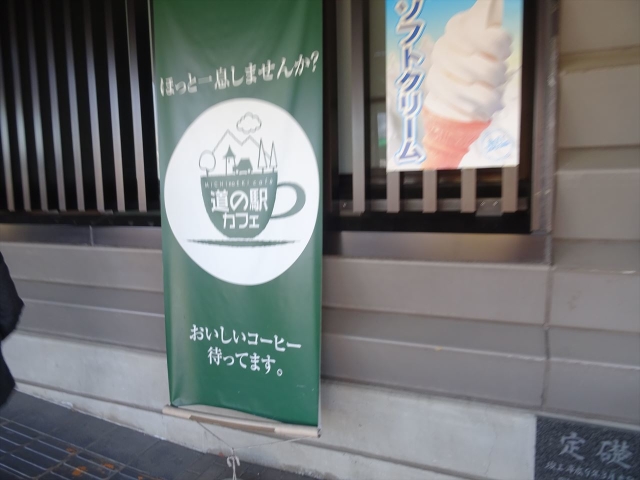 ほっと一息しませんか?
MICHINOEKI CAFE
道の駅
カフェ
おいしいコーヒー
待ってます。
ソフトクリーム
定礎